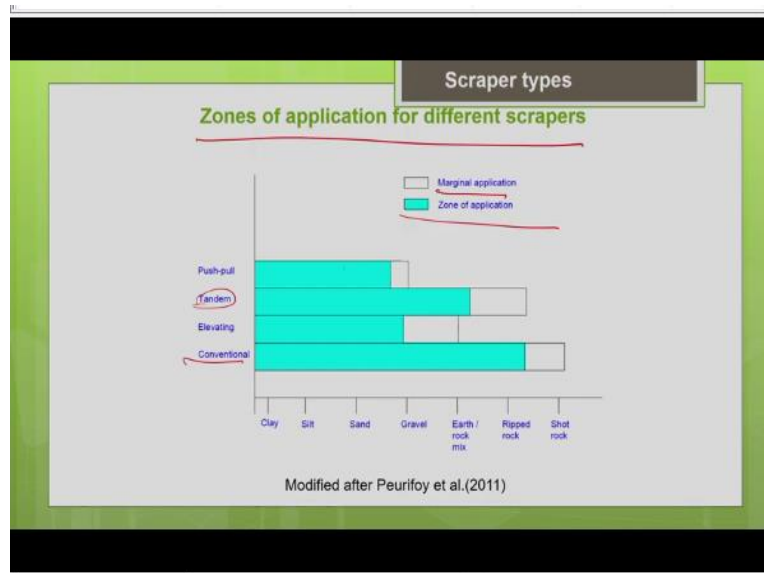 Scraper types
Zones of application for different scrapers
Marginal application
Zone of application
Push-pull
Tandem
Elevating
Conventional
Clay Silt Sand Gravel Earth / rock mix Ripped rock Shot rock
Modified after Peurifoy et al.(2011)